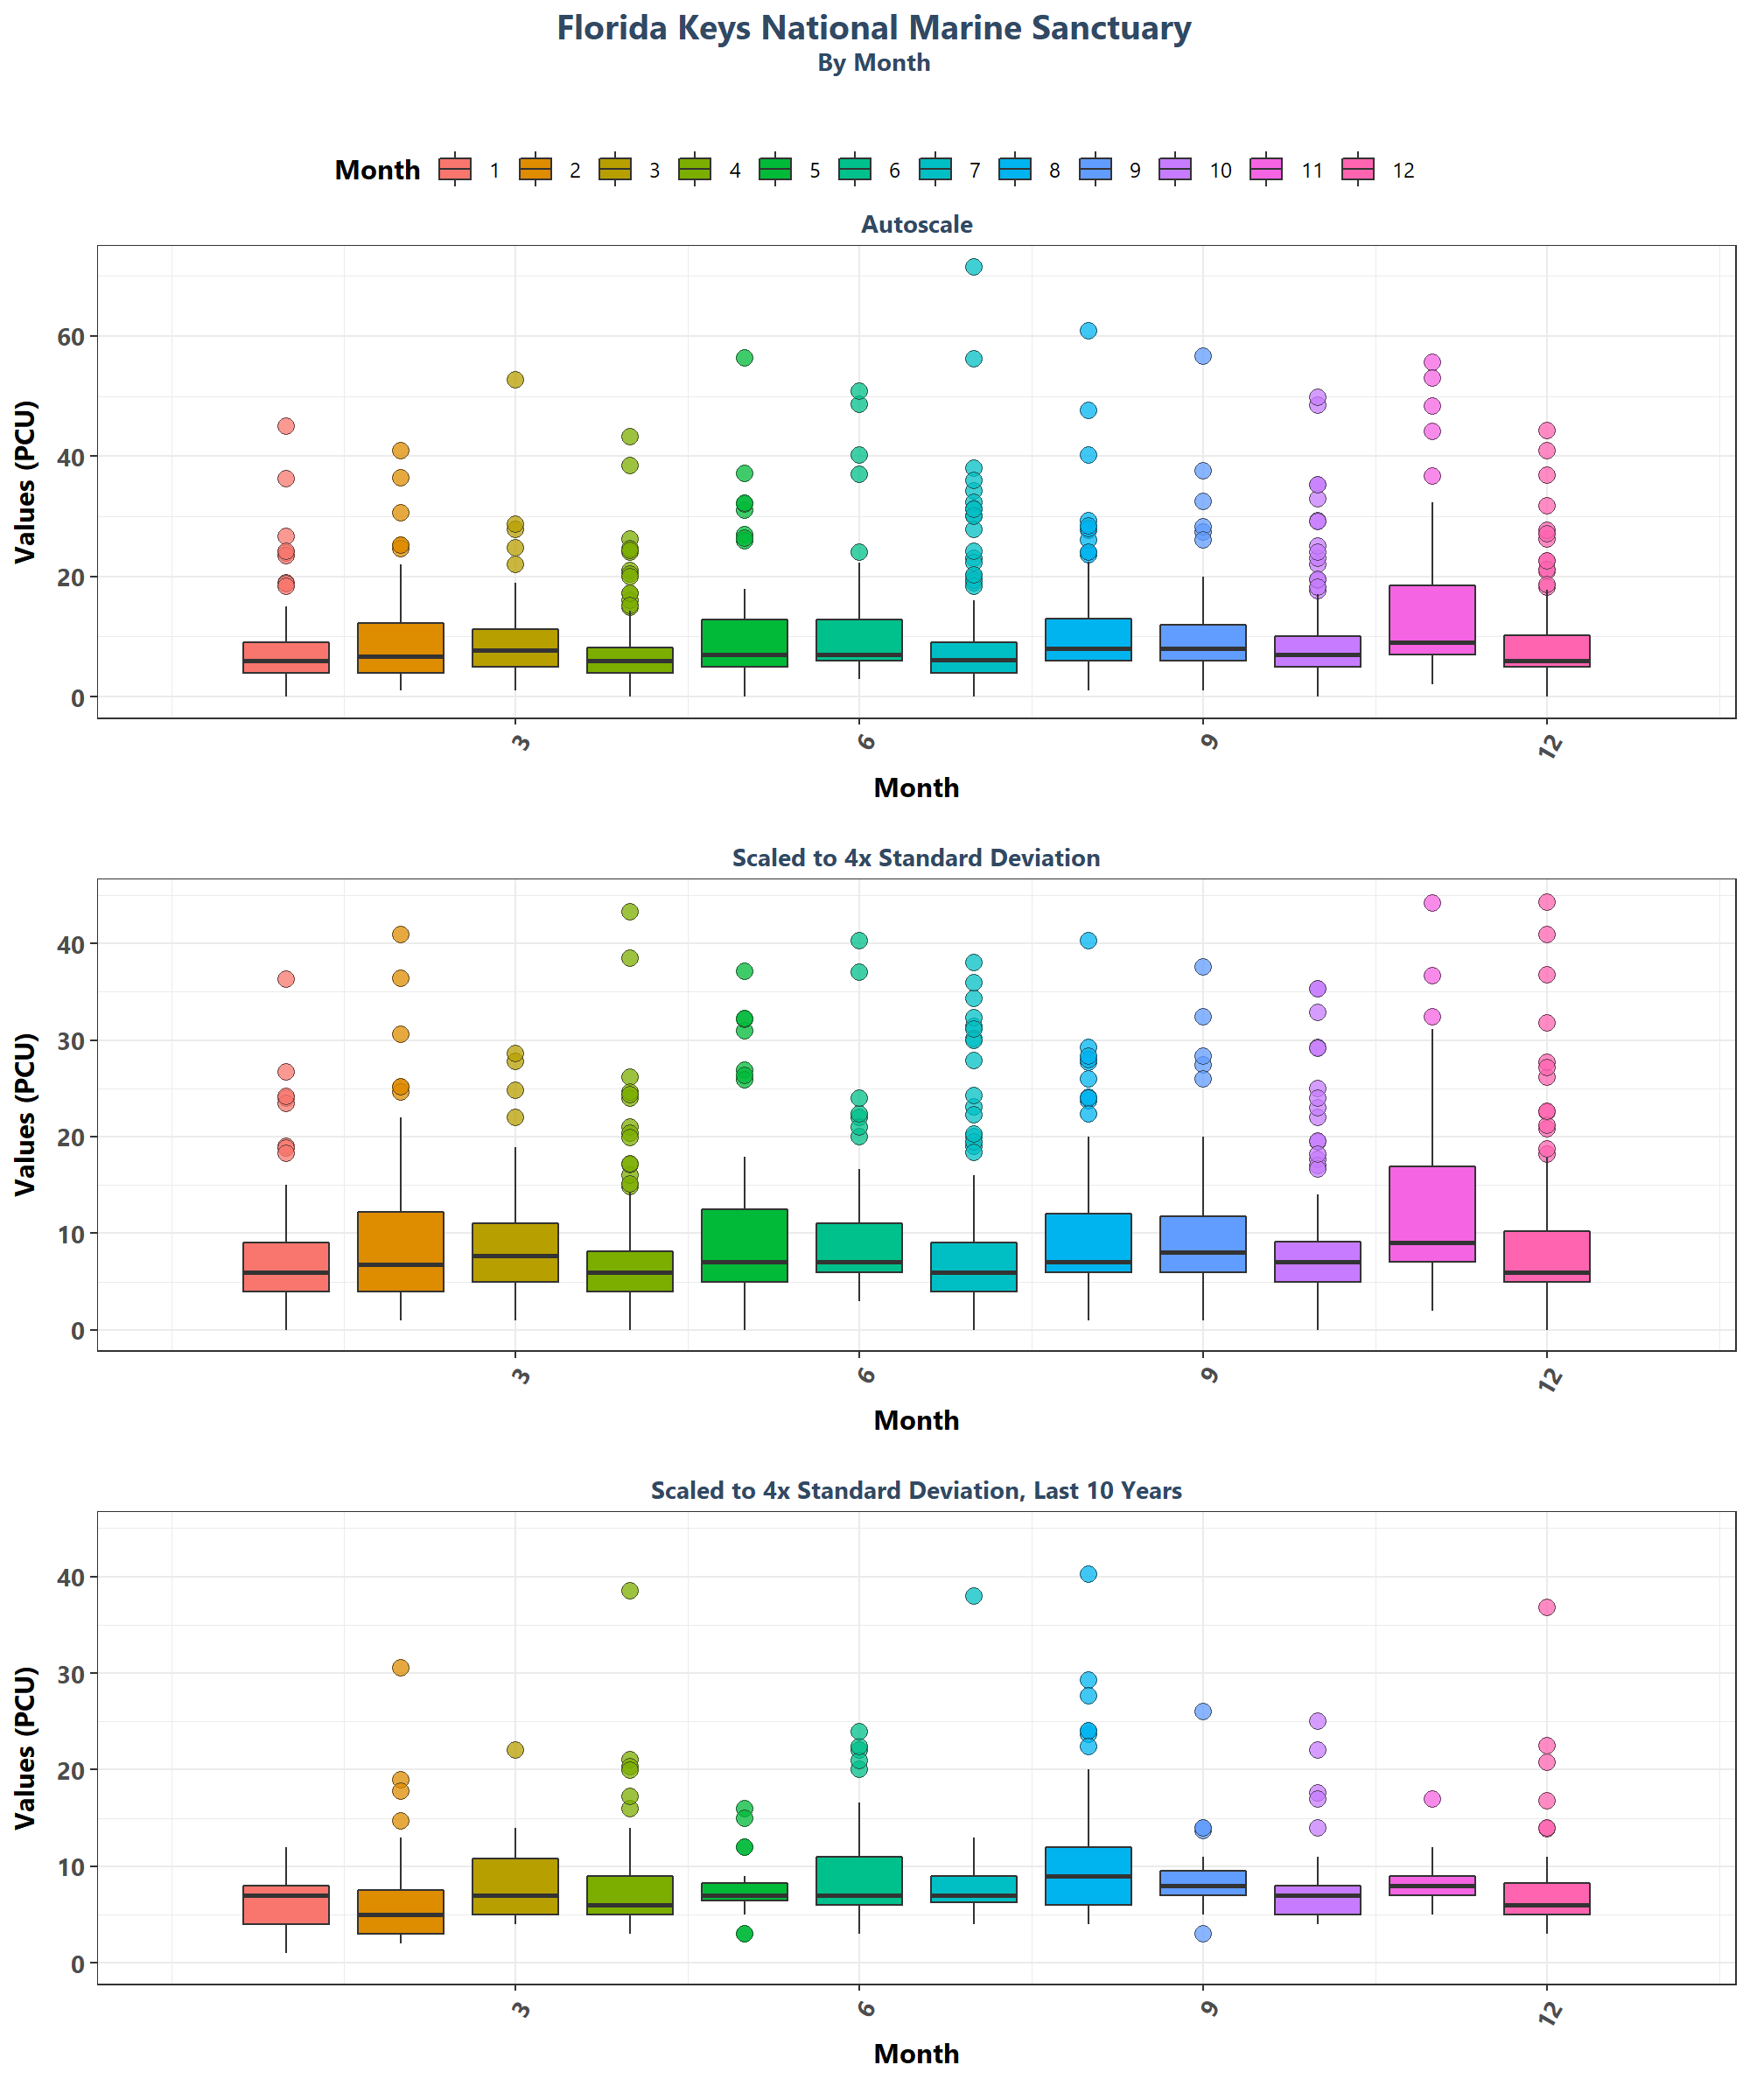 Florida Keys National Marine Sanctuary
By Month
Month 1 2 3 4 5 6 7 8 9 10 11 12
Autoscale
Values (PCU)
60
40
20
0
3 6 9 12
Month
Scaled to 4x Standard Deviation
Values (PCU)
40
30
20
10
0
3 6 9 12
Month
Scaled to 4x Standard Deviation, Last 10 Years
Values (PCU)
40
30
20
10
0
3 6 9 12
Month